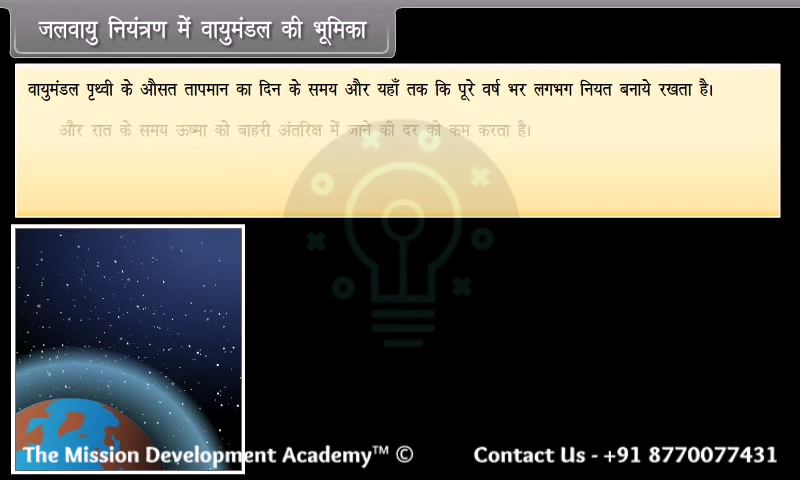 जलवायु नियंत्रण में वायुमंडल की भूमिका
वायुमंडल पृथ्वी के औसत तापमान का दिन के समय और यहाँ तक कि पूरे वर्ष भर लगभग नियत बनाये रखता है।
और रात के समय ऊष्मा को बाहरी अंतरिक्ष में जाने की दर को कम करता है।
The Mission Development Academy™ © Contact Us - +91 8770077431